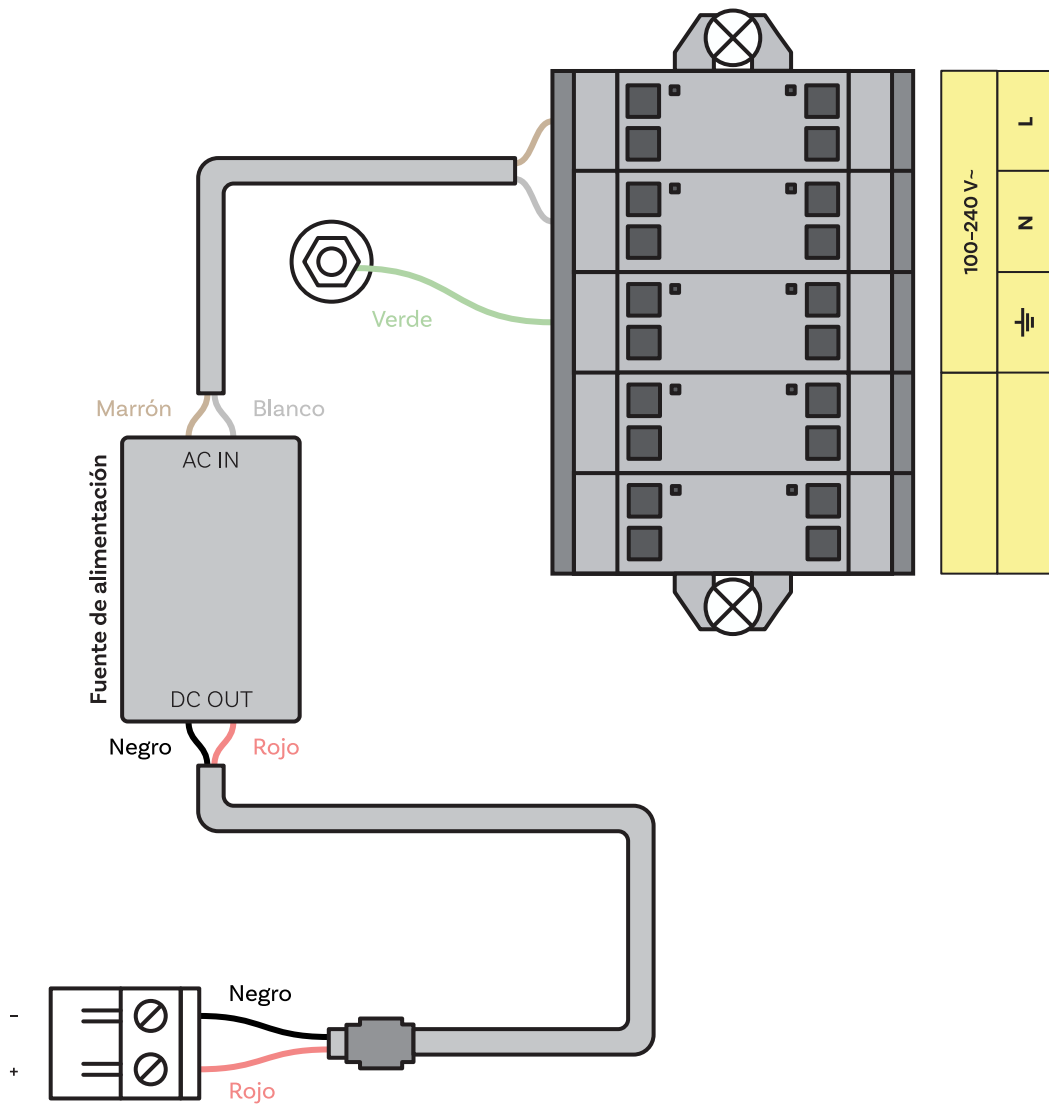 100-240 V~
L
N
Verde
Marrón
Blanco
AC IN
Fuente de alimentación
DC OUT
Negro
Rojo
Negro
-
+
Rojo